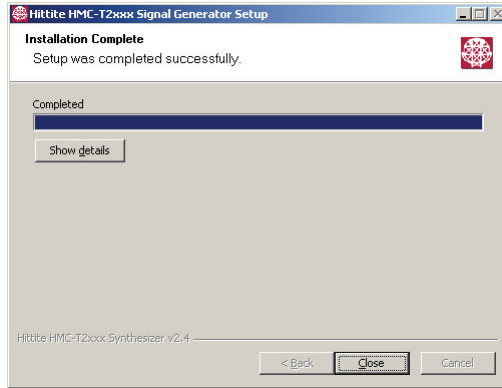 Hittite HMC-T2xxx Signal Generator Setup
Installation Complete
Setup was completed successfully.
Completed
Show details
Hittite HMC-T2xxx Synthesizer v2.4
< Back
Close
Cancel